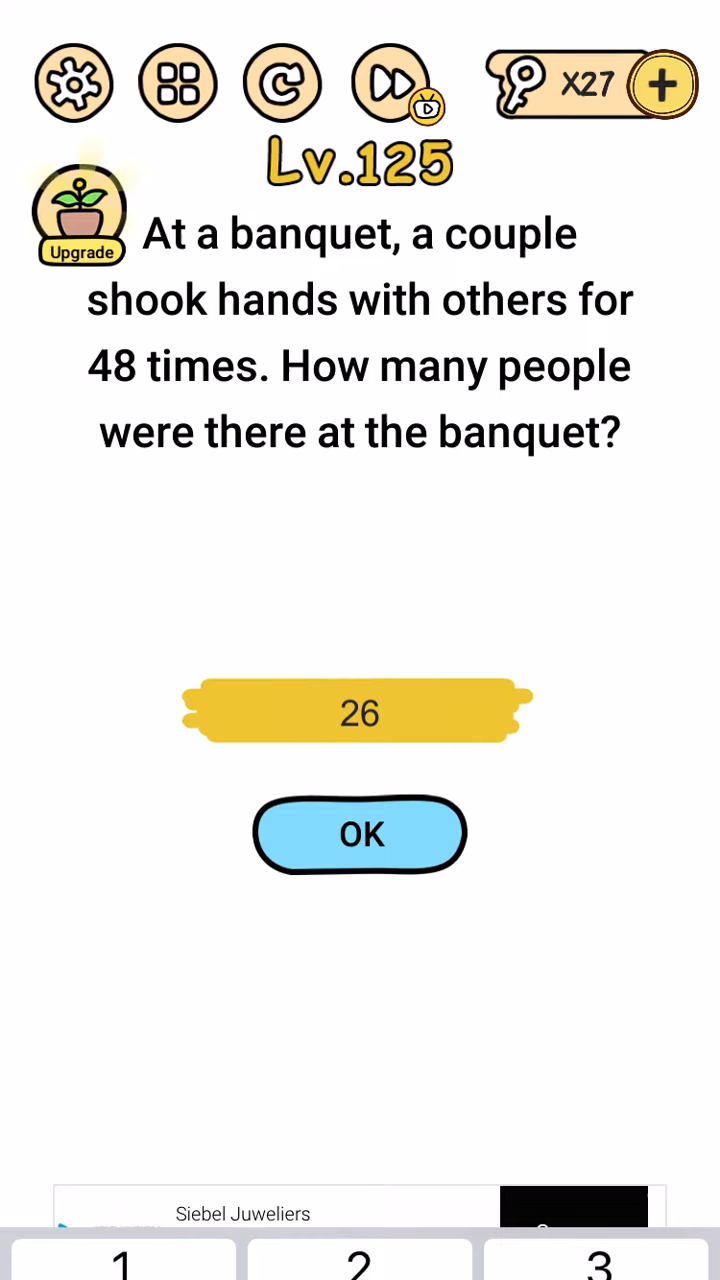 X27
Lv.125
Upgrade
At a banquet, a couple
shook hands with others for
48 times. How many people
were there at the banquet?
26
OK
Siebel Juweliers
1 2 3